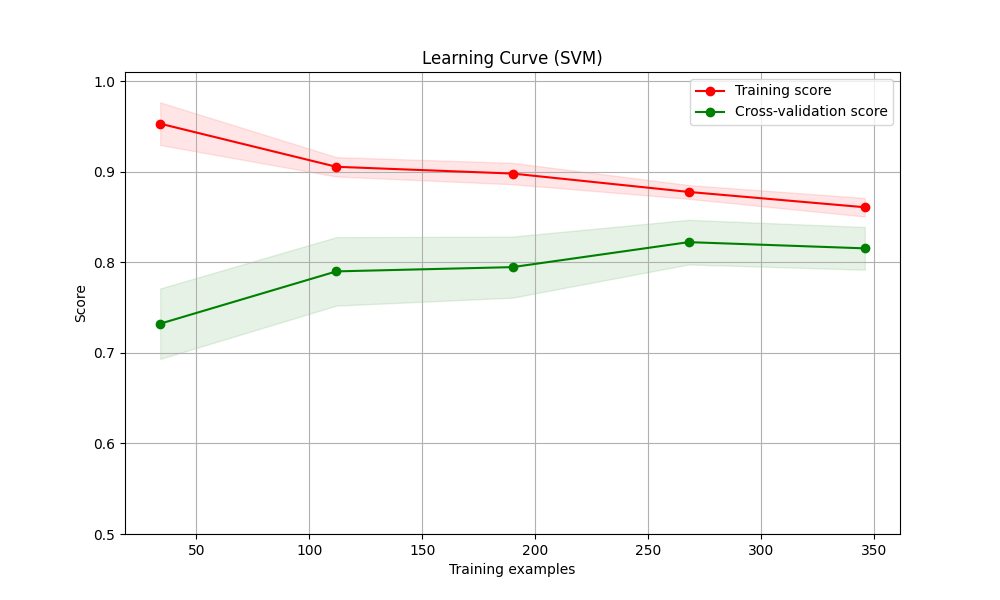 Learning Curve (SVM)
Training score
Cross-validation score
1.0
0.9
0.8
0.7
0.6
0.5
Score
50 100 150 200 250 300 350
Training examples